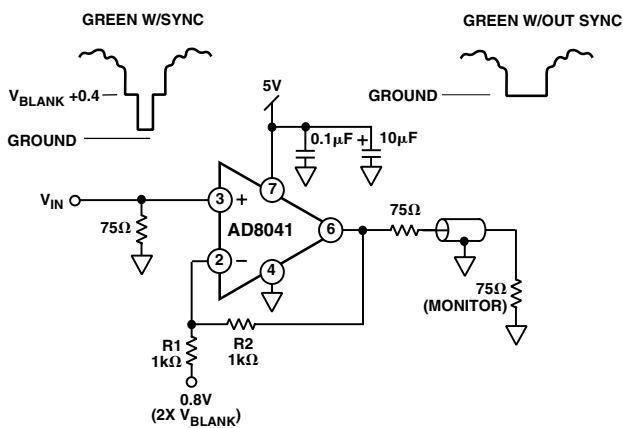 GREEN W/SYNC
GREEN W/OUT SYNC
V_BLANK +0.4
GROUND
5V
GROUND
0.1μF
+
10μF
V_IN
3
+
7
75Ω
AD8041
6
75Ω
2
−
4
75Ω
(MONITOR)
R1
1kΩ
R2
1kΩ
0.8V
(2X V_BLANK)